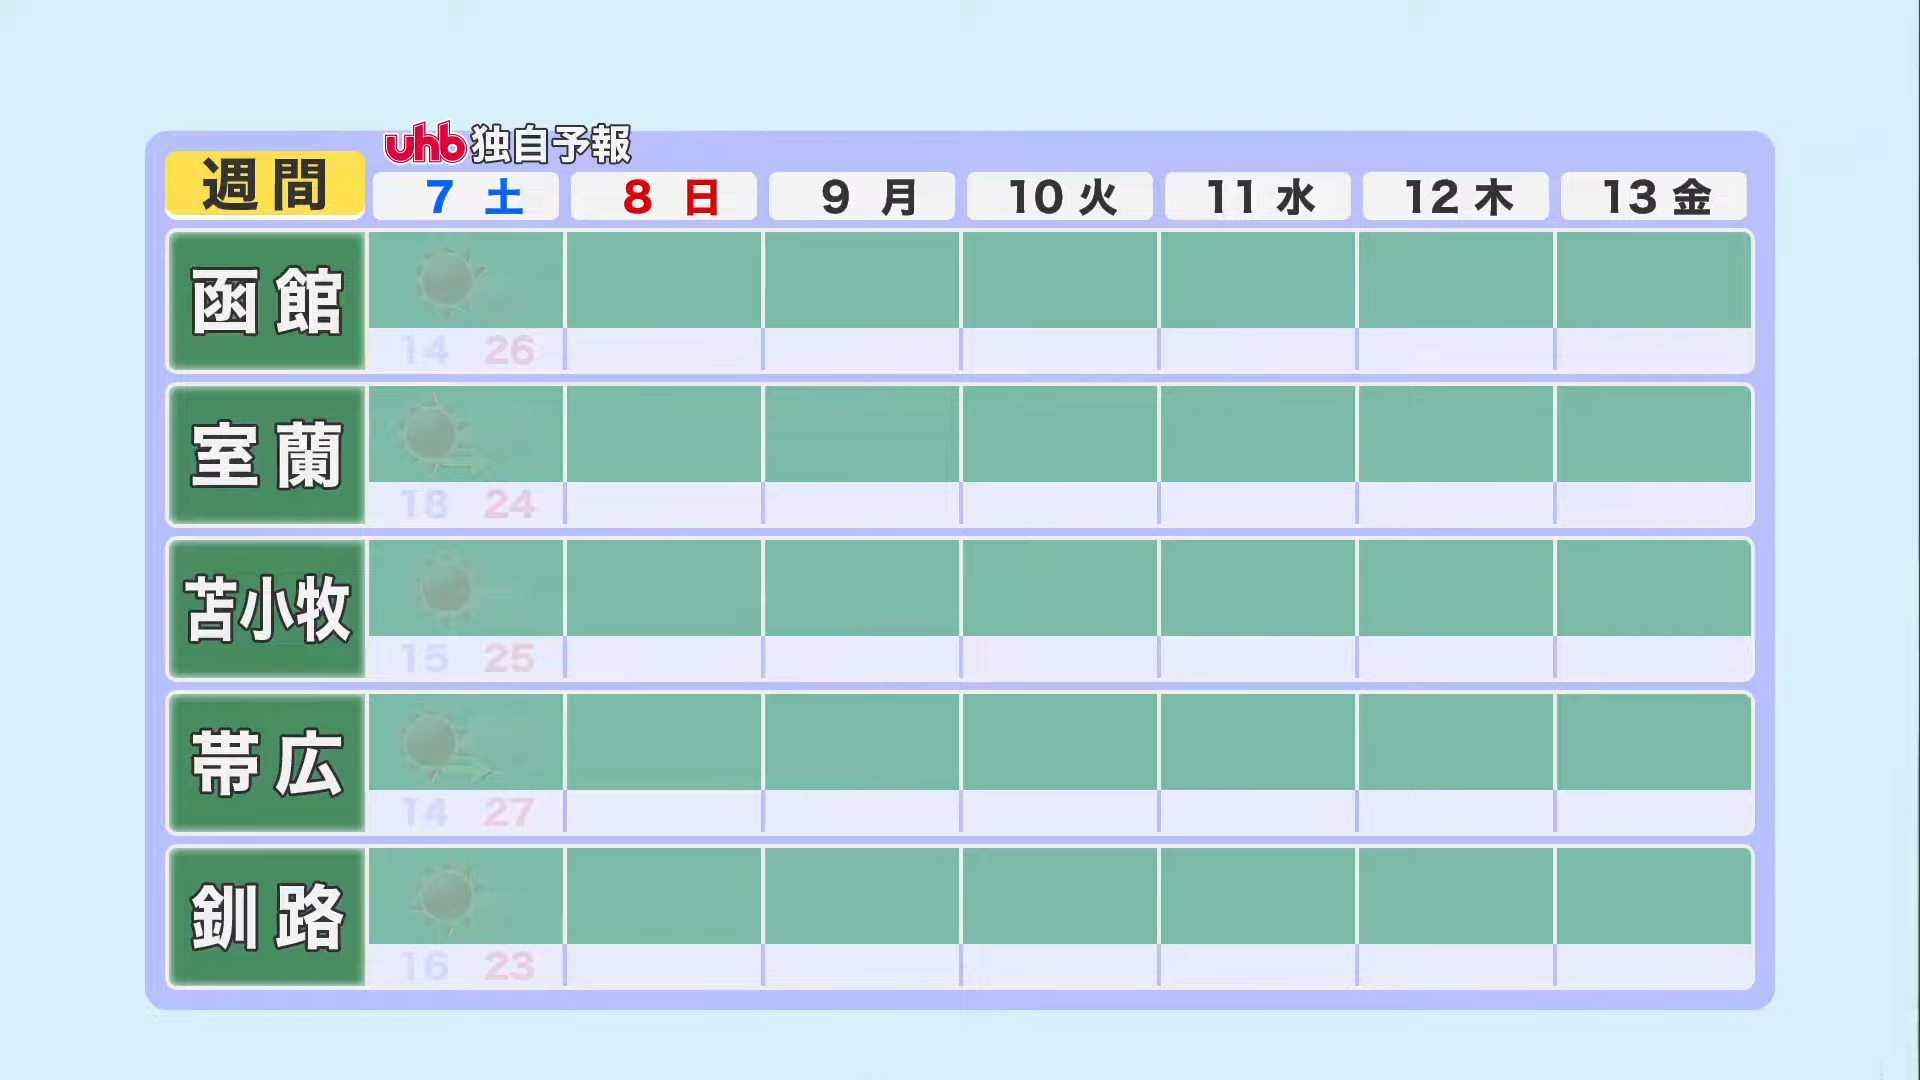 uhb独自予報
週間 7 土 8 日 9 月 10 火 11 水 12 木 13 金
函館
14 26
室蘭
18 24
苫小牧
15 25
帯広
14 27
釧路
16 23